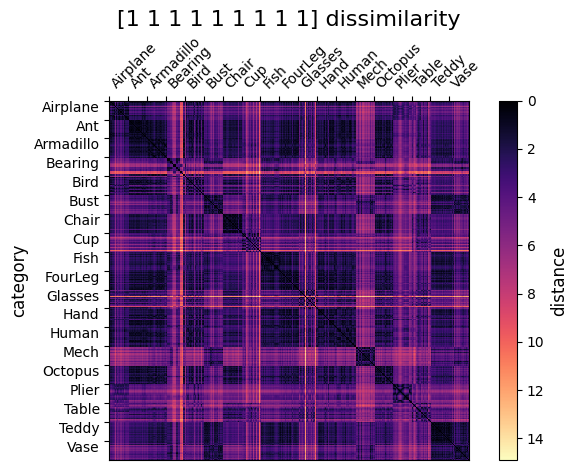 [1 1 1 1 1 1 1 1 1] dissimilarity
Airplane
Ant
Armadillo
Bearing
Bird
Bust
Chair
Cup
Fish
FourLeg
Glasses
Hand
Human
Mech
Octopus
Plier
Table
Teddy
Vase
Airplane
Ant
Armadillo
Bearing
Bird
Bust
Chair
Cup
Fish
FourLeg
Glasses
Hand
Human
Mech
Octopus
Plier
Table
Teddy
Vase
category
0
2
4
6
8
10
12
14
distance